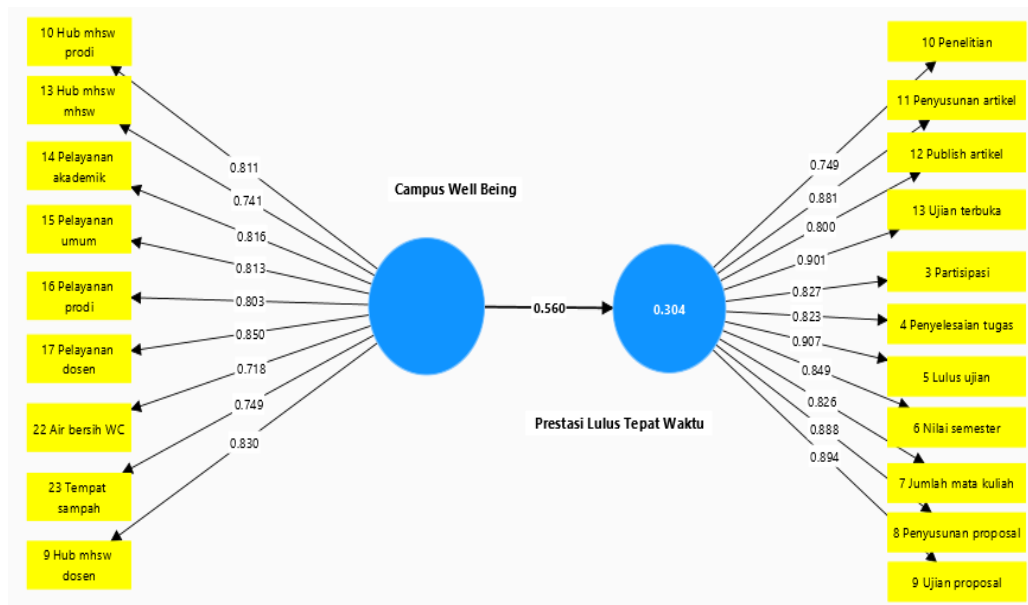 10 Hub mhsw
prodi
13 Hub mhsw
mhsw
14 Pelayanan
akademik
15 Pelayanan
umum
16 Pelayanan
prodi
17 Pelayanan
dosen
22 Air bersih WC
23 Tempat
sampah
9 Hub mhsw
dosen
0.811
0.741
0.816
0.813
0.803
0.850
0.718
0.749
0.830
Campus Well Being
0.560
0.304
Prestasi Lulus Tepat Waktu
0.749
0.881
0.800
0.901
0.827
0.823
0.907
0.849
0.826
0.888
0.894
10 Penelitian
11 Penyusunan artikel
12 Publish artikel
13 Ujian terbuka
3 Partisipasi
4 Penyelesaian tugas
5 Lulus ujian
6 Nilai semester
7 Jumlah mata kuliah
8 Penyusunan proposal
9 Ujian proposal